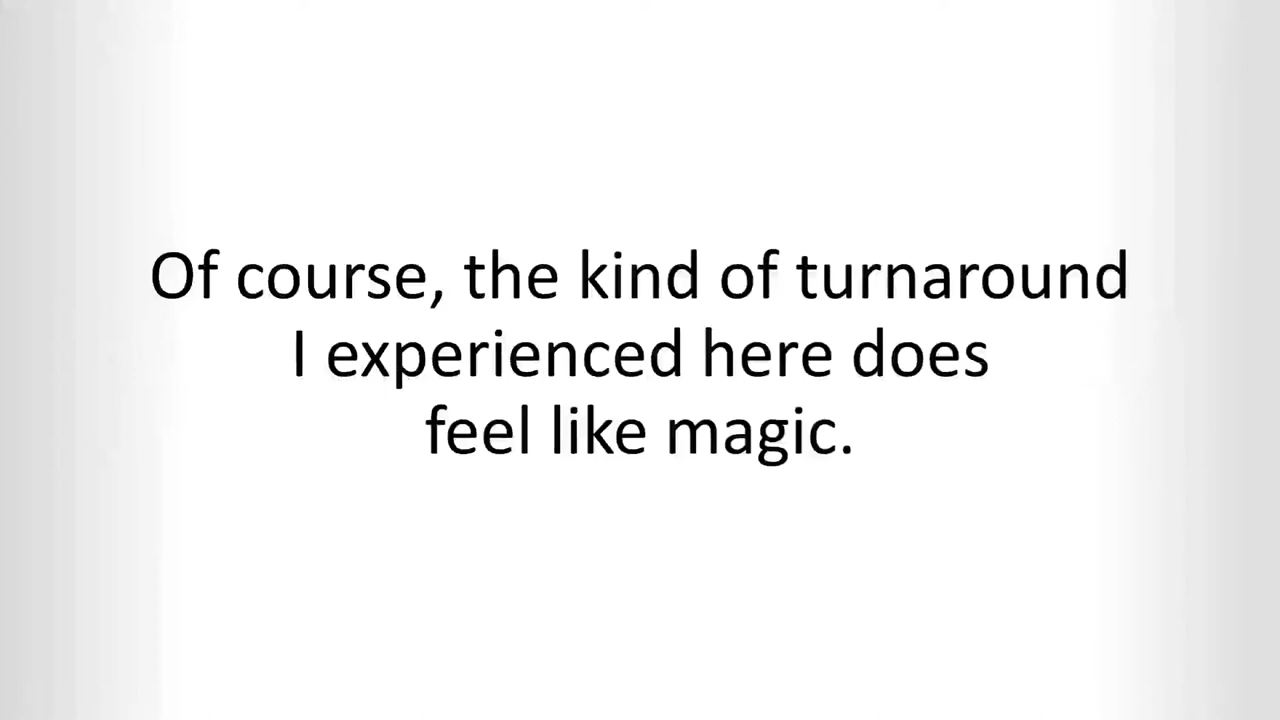 Of course, the kind of turnaround
I experienced here does
feel like magic.